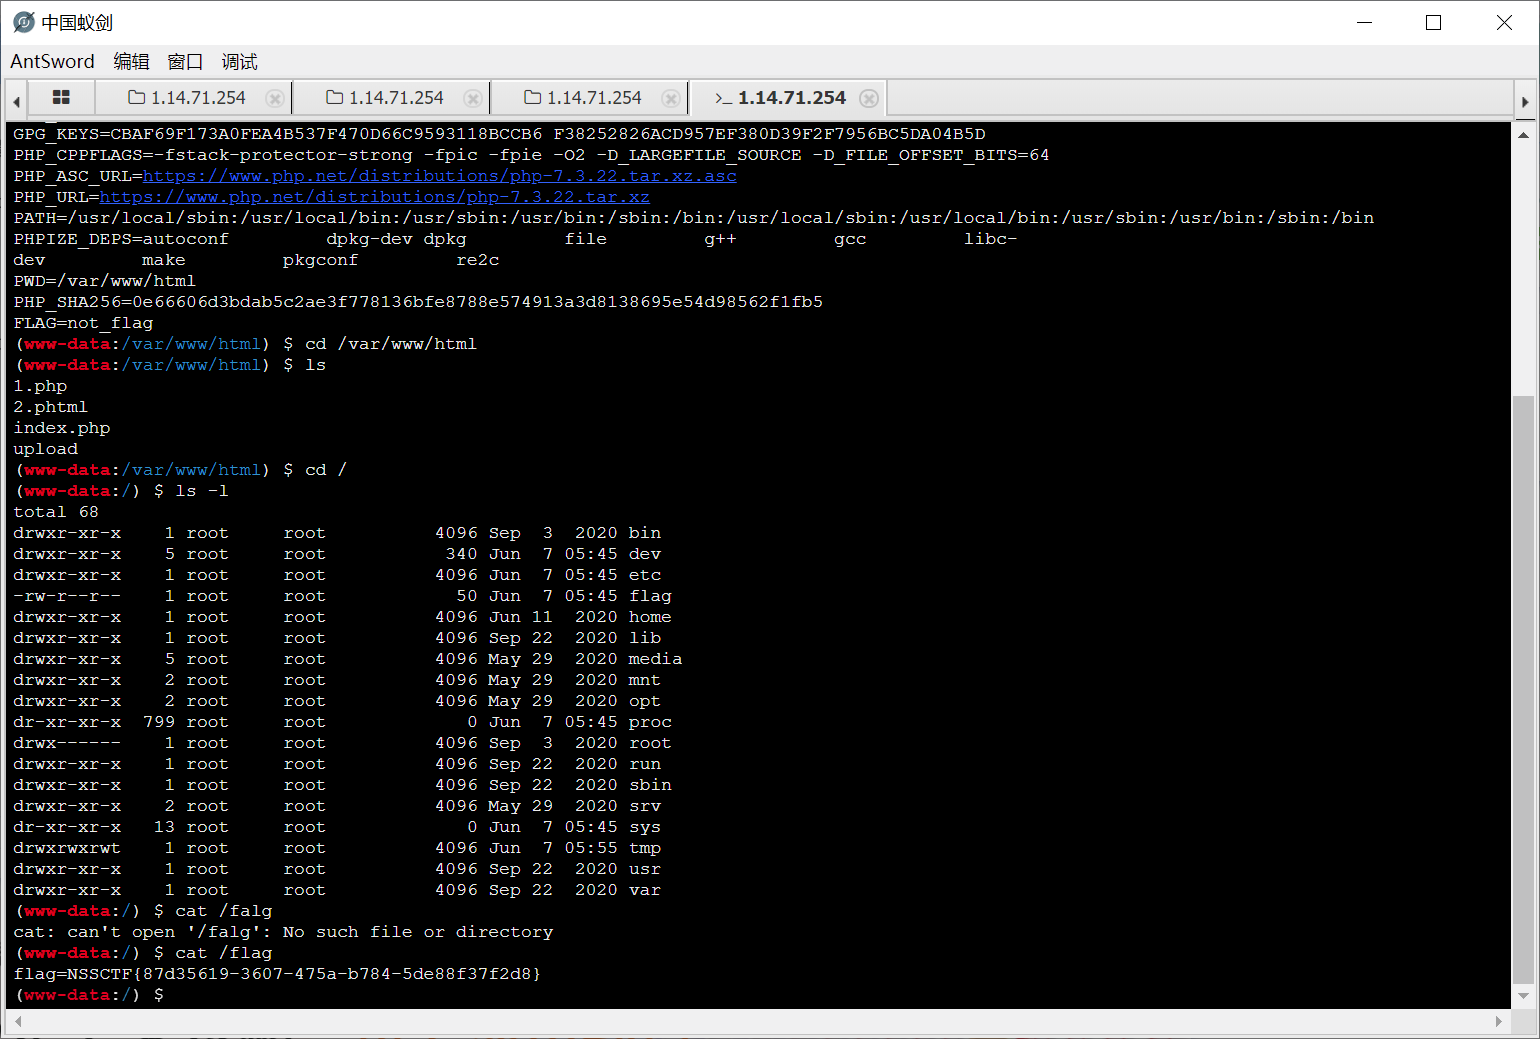 中国蚁剑
AntSword 编辑 窗口 调试
1.14.71.254 1.14.71.254 1.14.71.254 >_ 1.14.71.254
GPG_KEYS=CBAF69F173A0FEA4B537F470D66C9593118BCCB6 F38252826ACD957EF380D39F2F7956BC5DA04B5D
PHP_CPPFLAGS=-fstack-protector-strong -fpic -fpie -O2 -D_LARGEFILE_SOURCE -D_FILE_OFFSET_BITS=64
PHP_ASC_URL=https://www.php.net/distributions/php-7.3.22.tar.xz.asc
PHP_URL=https://www.php.net/distributions/php-7.3.22.tar.xz
PATH=/usr/local/sbin:/usr/local/bin:/usr/sbin:/usr/bin:/sbin:/bin:/usr/local/sbin:/usr/local/bin:/usr/sbin:/usr/bin:/sbin:/bin
PHPIZE_DEPS=autoconf dpkg-dev dpkg file g++ gcc libc-
dev make pkgconf re2c
PWD=/var/www/html
PHP_SHA256=0e66606d3bdab5c2ae3f778136bfe8788e574913a3d8138695e54d98562f1fb5
FLAG=not_flag
(www-data:/var/www/html) $ cd /var/www/html
(www-data:/var/www/html) $ ls
1.php
2.phtml
index.php
upload
(www-data:/var/www/html) $ cd /
(www-data:/) $ ls -l
total 68
drwxr-xr-x 1 root root 4096 Sep 3 2020 bin
drwxr-xr-x 5 root root 340 Jun 7 05:45 dev
drwxr-xr-x 1 root root 4096 Jun 7 05:45 etc
-rw-r--r-- 1 root root 50 Jun 7 05:45 flag
drwxr-xr-x 1 root root 4096 Jun 11 2020 home
drwxr-xr-x 1 root root 4096 Sep 22 2020 lib
drwxr-xr-x 5 root root 4096 May 29 2020 media
drwxr-xr-x 2 root root 4096 May 29 2020 mnt
drwxr-xr-x 2 root root 4096 May 29 2020 opt
dr-xr-xr-x 799 root root 0 Jun 7 05:45 proc
drwx------ 1 root root 4096 Sep 3 2020 root
drwxr-xr-x 1 root root 4096 Sep 22 2020 run
drwxr-xr-x 1 root root 4096 Sep 22 2020 sbin
drwxr-xr-x 2 root root 4096 May 29 2020 srv
dr-xr-xr-x 13 root root 0 Jun 7 05:45 sys
drwxrwxrwt 1 root root 4096 Jun 7 05:55 tmp
drwxr-xr-x 1 root root 4096 Sep 22 2020 usr
drwxr-xr-x 1 root root 4096 Sep 22 2020 var
(www-data:/) $ cat /falg
cat: can't open '/falg': No such file or directory
(www-data:/) $ cat /flag
flag=NSSCTF{87d35619-3607-475a-b784-5de88f37f2d8}
(www-data:/) $